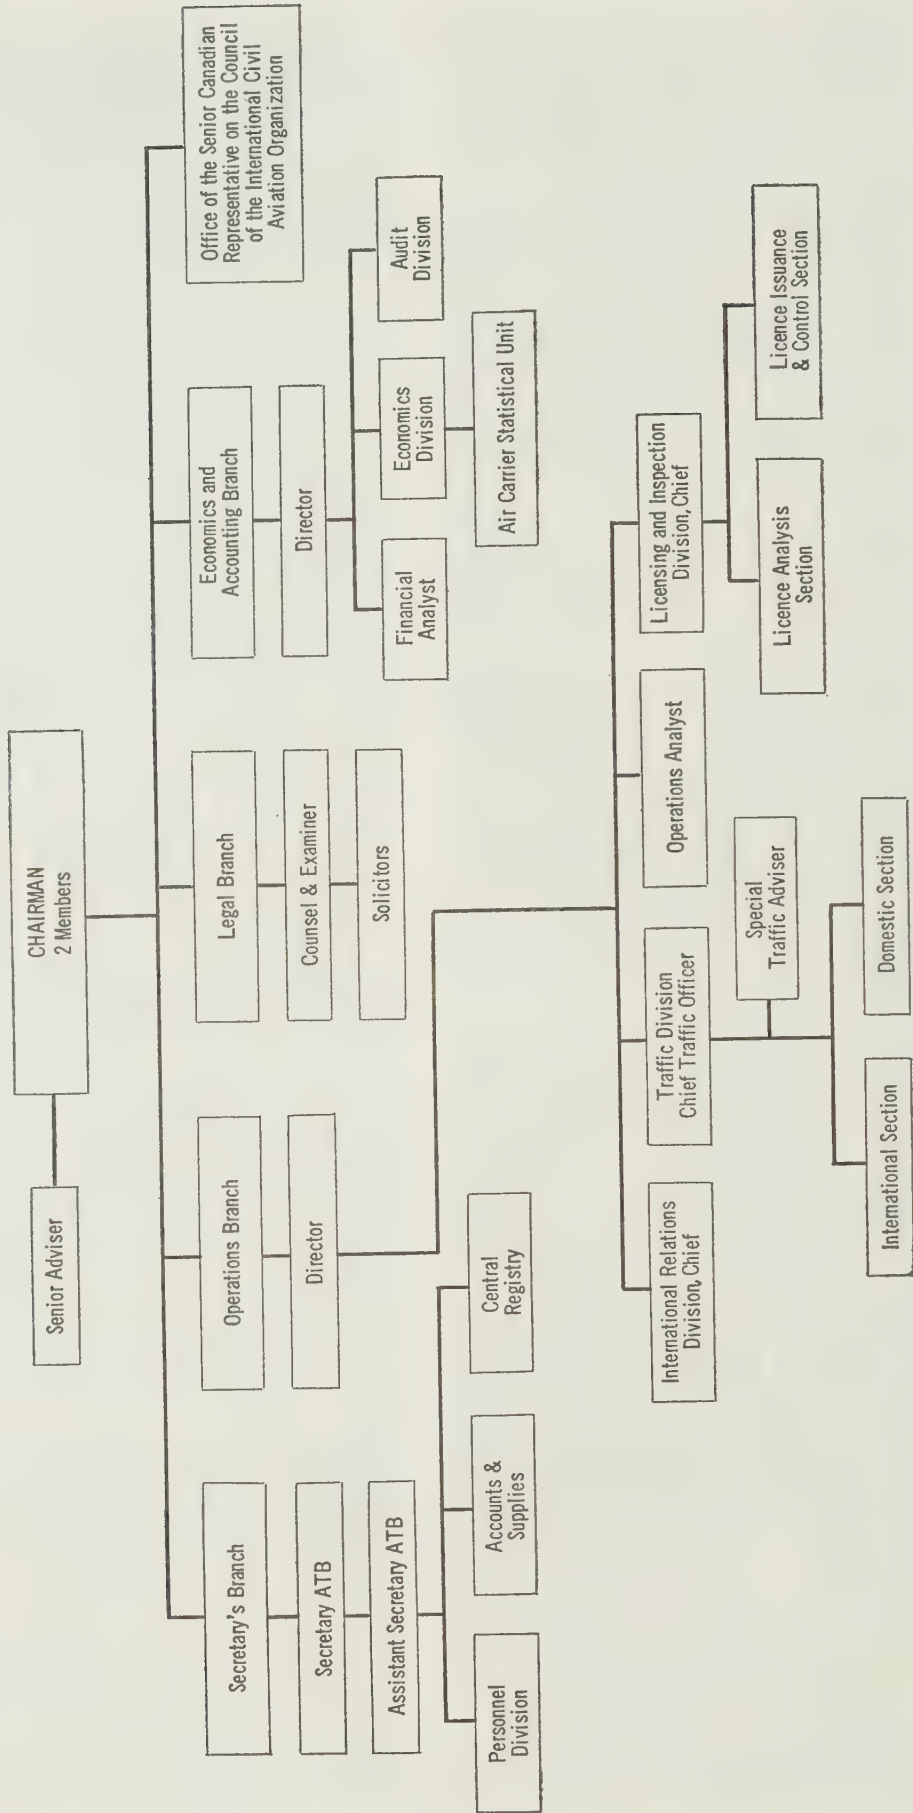 CHAIRMAN
2 Members
Senior Adviser
Secretary's Branch
Secretary ATB
Assistant Secretary ATB
Personnel
Division
Accounts &
Supplies
Central
Registry
Operations Branch
Director
Legal Branch
Counsel & Examiner
Solicitors
Economics and
Accounting Branch
Director
Financial
Analyst
Economics
Division
Audit
Division
Air Carrier Statistical Unit
Office of the Senior Canadian
Representative on the Council
of the International Civil
Aviation Organization
International Relations
Division, Chief
Traffic Division
Chief Traffic Officer
Operations Analyst
Licensing and Inspection
Division, Chief
Special
Traffic Adviser
International Section
Domestic Section
Licence Analysis
Section
Licence Issuance
& Control Section